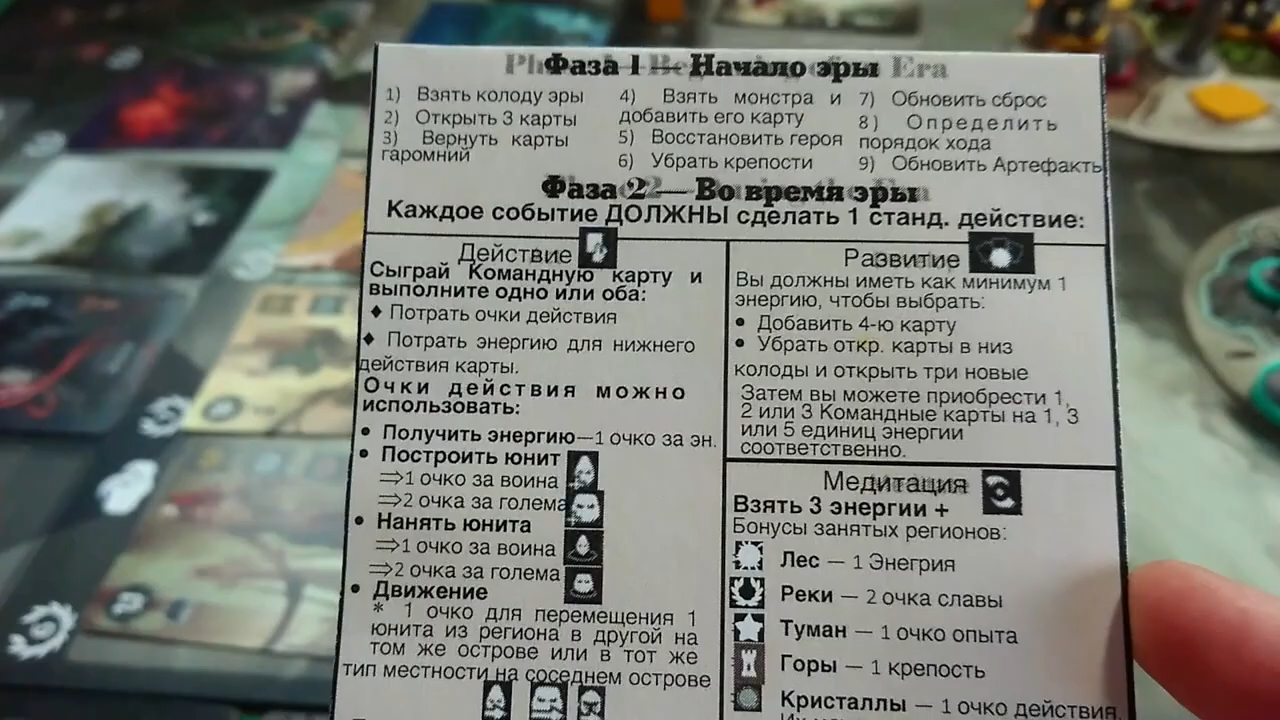 Фаза 1 — Начало эры
1) Взять колоду эры
2) Открыть 3 карты
3) Вернуть карты
гаромний
4) Взять монстра и
добавить его карту
5) Восстановить героя
6) Убрать крепости
7) Обновить сброс
8) Определить
порядок хода
9) Обновить Артефакты
Фаза 2 — Во время эры
Каждое событие ДОЛЖНЫ сделать 1 станд. действие:
Действие
Сыграй Командную карту и
выполните одно или оба:
♦ Потрать очки действия
♦ Потрать энергию для нижнего
действия карты.
Очки действия можно
использовать:
• Получить энергию—1 очко за эн.
• Построить юнит
⇒1 очко за воина
⇒2 очка за голема
• Нанять юнита
⇒1 очко за воина
⇒2 очка за голема
• Движение
* 1 очко для перемещения 1
юнита из региона в другой на
том же острове или в тот же
тип местности на соседнем острове
Развитие
Вы должны иметь как минимум 1
энергию, чтобы выбрать:
• Добавить 4-ю карту
• Убрать откр. карты в низ
колоды и открыть три новые
Затем вы можете приобрести 1,
2 или 3 Командные карты на 1, 3
или 5 единиц энергии
соответственно.
Медитация
Взять 3 энергии +
Бонусы занятых регионов:
Лес — 1 Энегрия
Реки — 2 очка славы
Туман — 1 очко опыта
Горы — 1 крепость
Кристаллы — 1 очко действия.